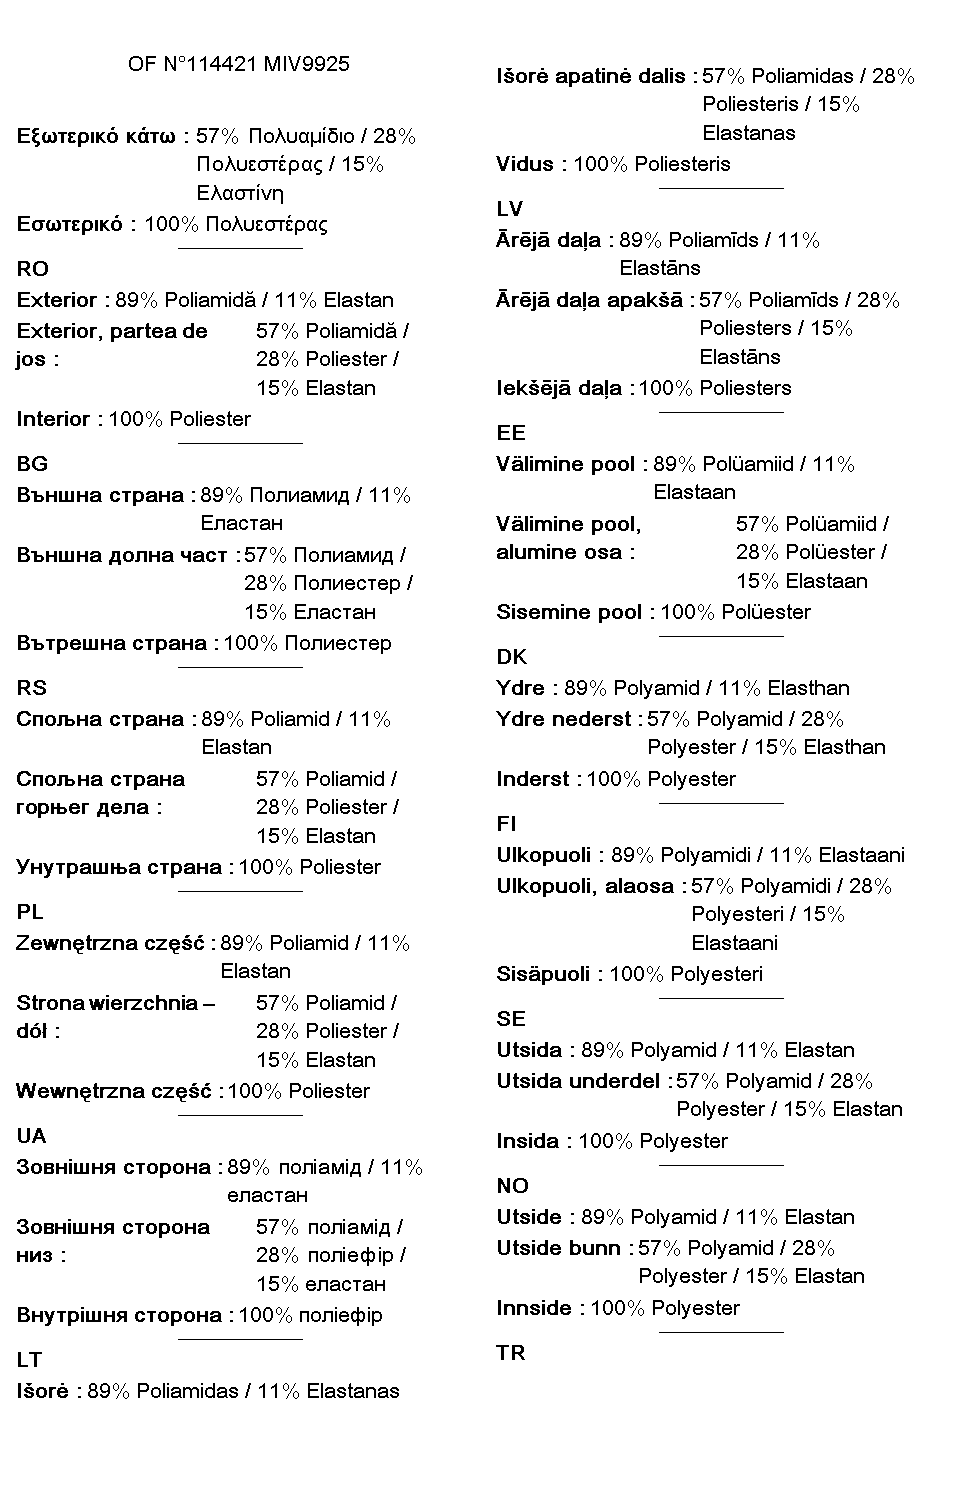 OF N°114421 MIV9925
Εξωτερικό κάτω : 57% Πολυαμίδιο / 28%
Πολυεστέρας / 15%
Ελαστίνη
Εσωτερικό : 100% Πολυεστέρας
RO
Exterior : 89% Poliamidă / 11% Elastan
Exterior, partea de 57% Poliamidă /
jos : 28% Poliester /
15% Elastan
Interior : 100% Poliester
BG
Външна страна : 89% Полиамид / 11%
Еластан
Външна долна част : 57% Полиамид /
28% Полиестер /
15% Еластан
Вътрешна страна : 100% Полиестер
RS
Спољна страна : 89% Poliamid / 11%
Elastan
Спољна страна 57% Poliamid /
горњег дела : 28% Poliester /
15% Elastan
Унутрашња страна : 100% Poliester
PL
Zewnętrzna część : 89% Poliamid / 11%
Elastan
Strona wierzchnia – 57% Poliamid /
dół : 28% Poliester /
15% Elastan
Wewnętrzna część : 100% Poliester
UA
Зовнішня сторона : 89% поліамід / 11%
еластан
Зовнішня сторона 57% поліамід /
низ : 28% поліефір /
15% еластан
Внутрішня сторона : 100% поліефір
LT
Išorė : 89% Poliamidas / 11% Elastanas
Išorė apatinė dalis : 57% Poliamidas / 28%
Poliesteris / 15%
Elastanas
Vidus : 100% Poliesteris
LV
Ārējā daļa : 89% Poliamīds / 11%
Elastāns
Ārējā daļa apakšā : 57% Poliamīds / 28%
Poliesters / 15%
Elastāns
Iekšējā daļa : 100% Poliesters
EE
Välimine pool : 89% Polüamiid / 11%
Elastaan
Välimine pool, 57% Polüamiid /
alumine osa : 28% Polüester /
15% Elastaan
Sisemine pool : 100% Polüester
DK
Ydre : 89% Polyamid / 11% Elasthan
Ydre nederst : 57% Polyamid / 28%
Polyester / 15% Elasthan
Inderst : 100% Polyester
FI
Ulkopuoli : 89% Polyamidi / 11% Elastaani
Ulkopuoli, alaosa : 57% Polyamidi / 28%
Polyesteri / 15%
Elastaani
Sisäpuoli : 100% Polyesteri
SE
Utsida : 89% Polyamid / 11% Elastan
Utsida underdel : 57% Polyamid / 28%
Polyester / 15% Elastan
Insida : 100% Polyester
NO
Utside : 89% Polyamid / 11% Elastan
Utside bunn : 57% Polyamid / 28%
Polyester / 15% Elastan
Innside : 100% Polyester
TR